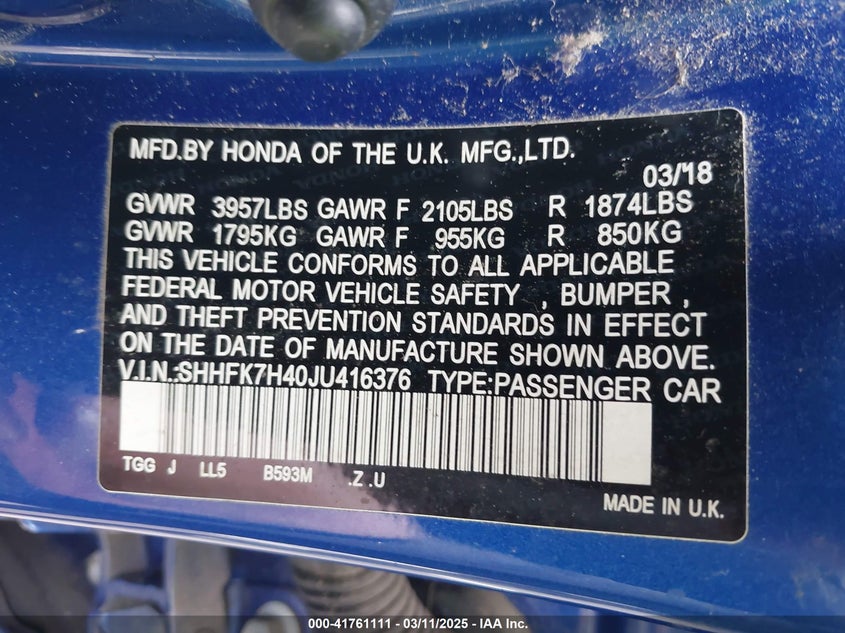 MFD.BY HONDA OF THE U.K. MFG.,LTD.
03/18
GVWR 3957LBS GAWR F 2105LBS R 1874LBS
GVWR 1795KG GAWR F 955KG R 850KG
THIS VEHICLE CONFORMS TO ALL APPLICABLE
FEDERAL MOTOR VEHICLE SAFETY , BUMPER ,
AND THEFT PREVENTION STANDARDS IN EFFECT
ON THE DATE OF MANUFACTURE SHOWN ABOVE.
V.I.N.:SHHFK7H40JU416376 TYPE:PASSENGER CAR
TGG J LL5 B593M .Z .U
MADE IN U.K.
000-41761111 - 03/11/2025 - IAA Inc.